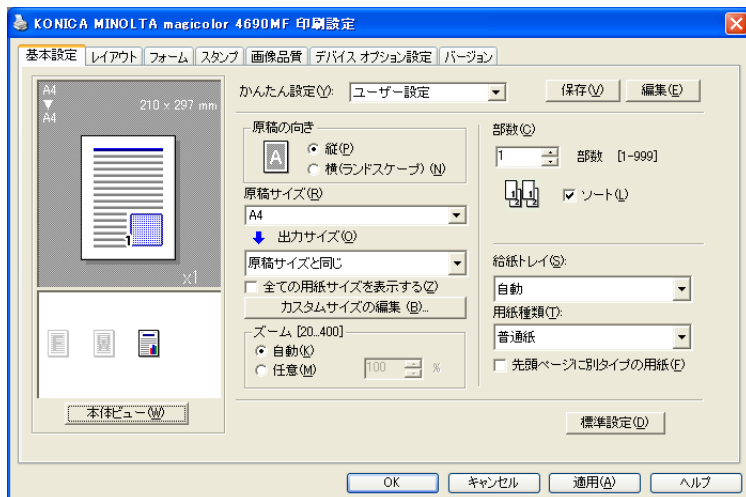 KONICA MINOLTA magicolor 4690MF 印刷設定
基本設定 レイアウト フォーム スタンプ 画像品質 デバイス オプション設定 バージョン
A4
▼ 210 × 297 mm
A4
1
x1
本体ビュー(W)
かんたん設定(Y): ユーザー設定
保存(V) 編集(E)
原稿の向き
A
縦(P)
横(ランドスケープ) (N)
原稿サイズ(R)
A4
出力サイズ(O)
原稿サイズと同じ
全ての用紙サイズを表示する(Z)
カスタムサイズの編集 (B)...
ズーム [20..400]
自動(K)
任意(M) 100 %
部数(C)
1 部数 [1-999]
1 2 1 2
ソート(L)
給紙トレイ(S):
自動
用紙種類(T):
普通紙
先頭ページに別タイプの用紙(F)
標準設定(D)
OK キャンセル 適用(A) ヘルプ